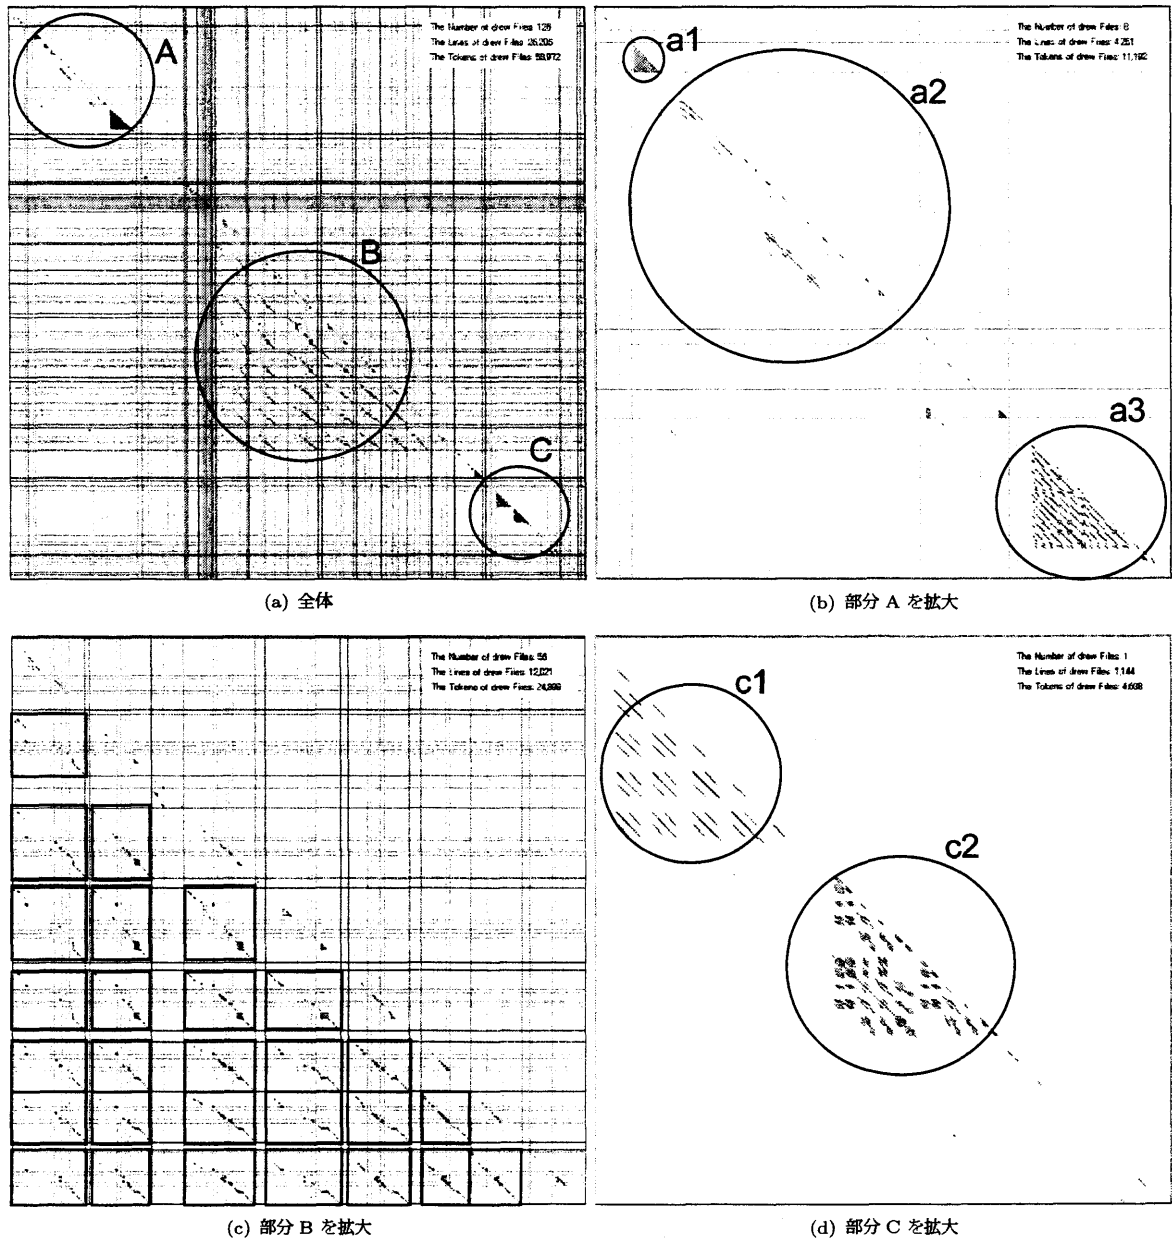 The Number of drew Files: 128
The Lines of drew Files: 26,205
The Tokens of drew Files: 59,972
A
B
C
(a) 全体
The Number of drew Files: 8
The Lines of drew Files: 4,251
The Tokens of drew Files: 11,192
a1
a2
a3
(b) 部分 A を拡大
The Number of drew Files: 56
The Lines of drew Files: 12,021
The Tokens of drew Files:
(c) 部分 B を拡大
The Number of drew Files: 1
The Lines of drew Files: 1,144
The Tokens of drew Files:
c1
c2
(d) 部分 C を拡大